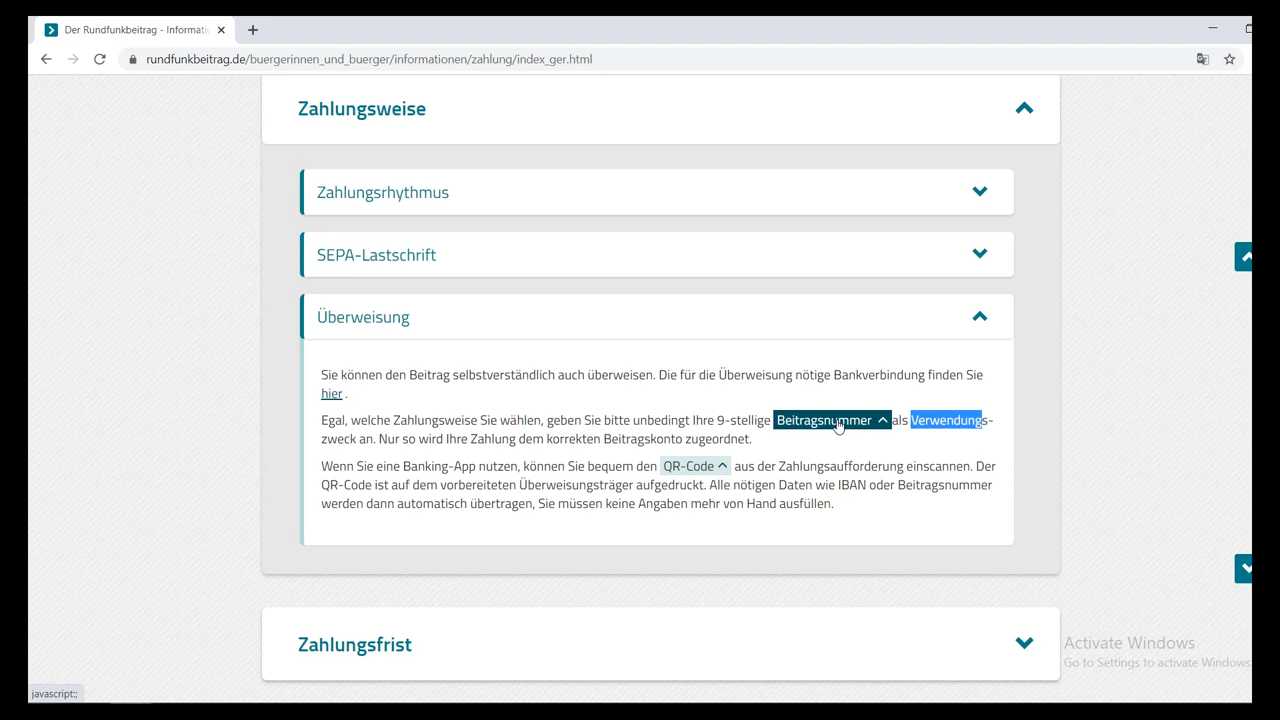 Der Rundfunkbeitrag - Informati
rundfunkbeitrag.de/buergerinnen_und_buerger/informationen/zahlung/index_ger.html
Zahlungsweise
Zahlungsrhythmus
SEPA-Lastschrift
Überweisung
Sie können den Beitrag selbstverständlich auch überweisen. Die für die Überweisung nötige Bankverbindung finden Sie
hier .
Egal, welche Zahlungsweise Sie wählen, geben Sie bitte unbedingt Ihre 9-stellige Beitragsnummer als Verwendungs-
zweck an. Nur so wird Ihre Zahlung dem korrekten Beitragskonto zugeordnet.
Wenn Sie eine Banking-App nutzen, können Sie bequem den QR-Code aus der Zahlungsaufforderung einscannen. Der
QR-Code ist auf dem vorbereiteten Überweisungsträger aufgedruckt. Alle nötigen Daten wie IBAN oder Beitragsnummer
werden dann automatisch übertragen, Sie müssen keine Angaben mehr von Hand ausfüllen.
Zahlungsfrist
Activate Windows
Go to Settings to activate Windows
javascript:;